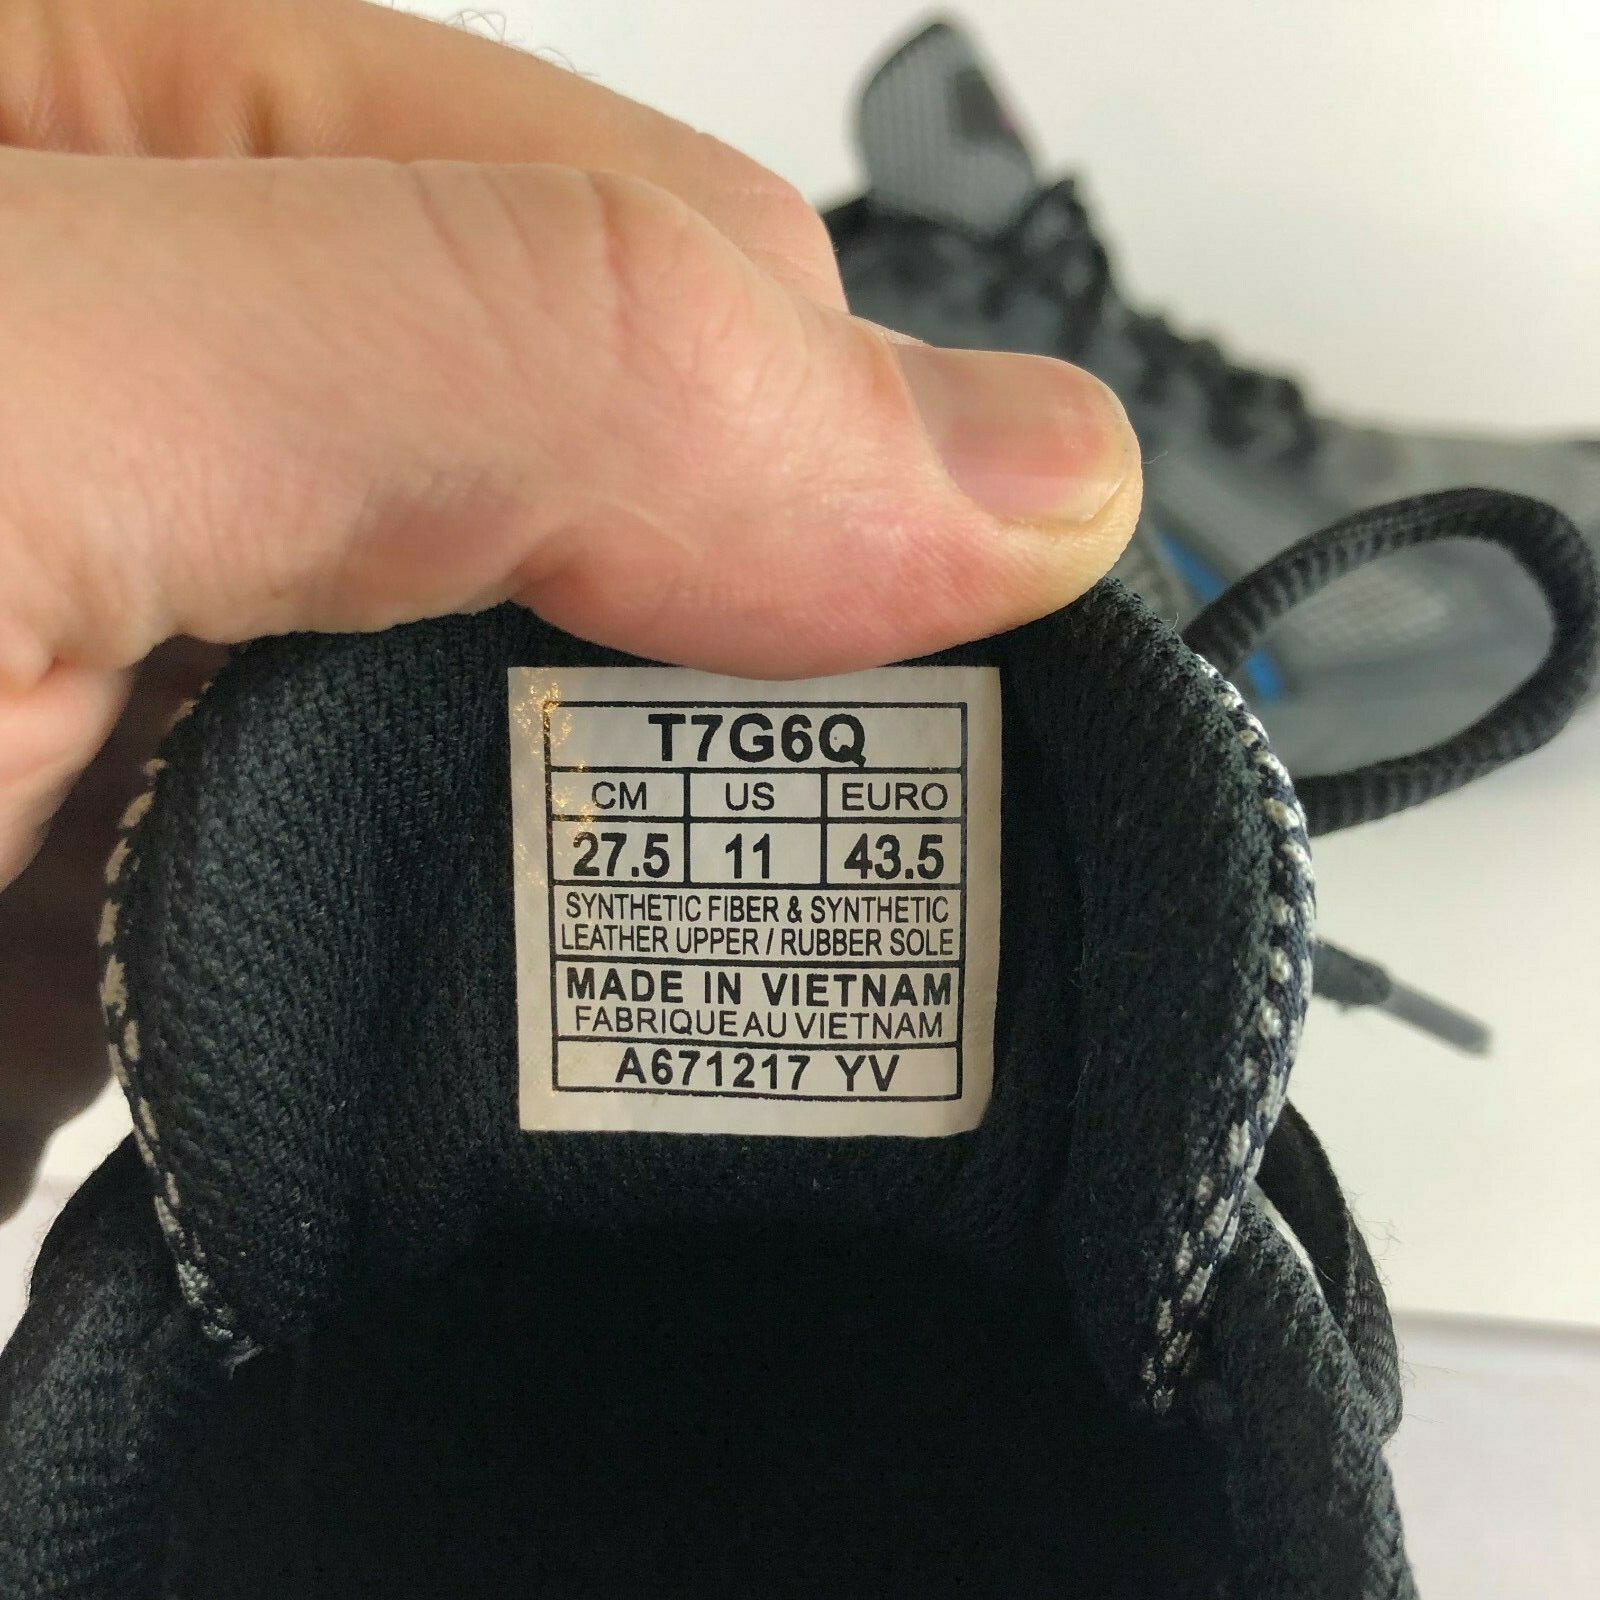 T7G6Q
CM US EURO
27.5 11 43.5
SYNTHETIC FIBER & SYNTHETIC
LEATHER UPPER / RUBBER SOLE
MADE IN VIETNAM
FABRIQUE AU VIETNAM
A671217 YV